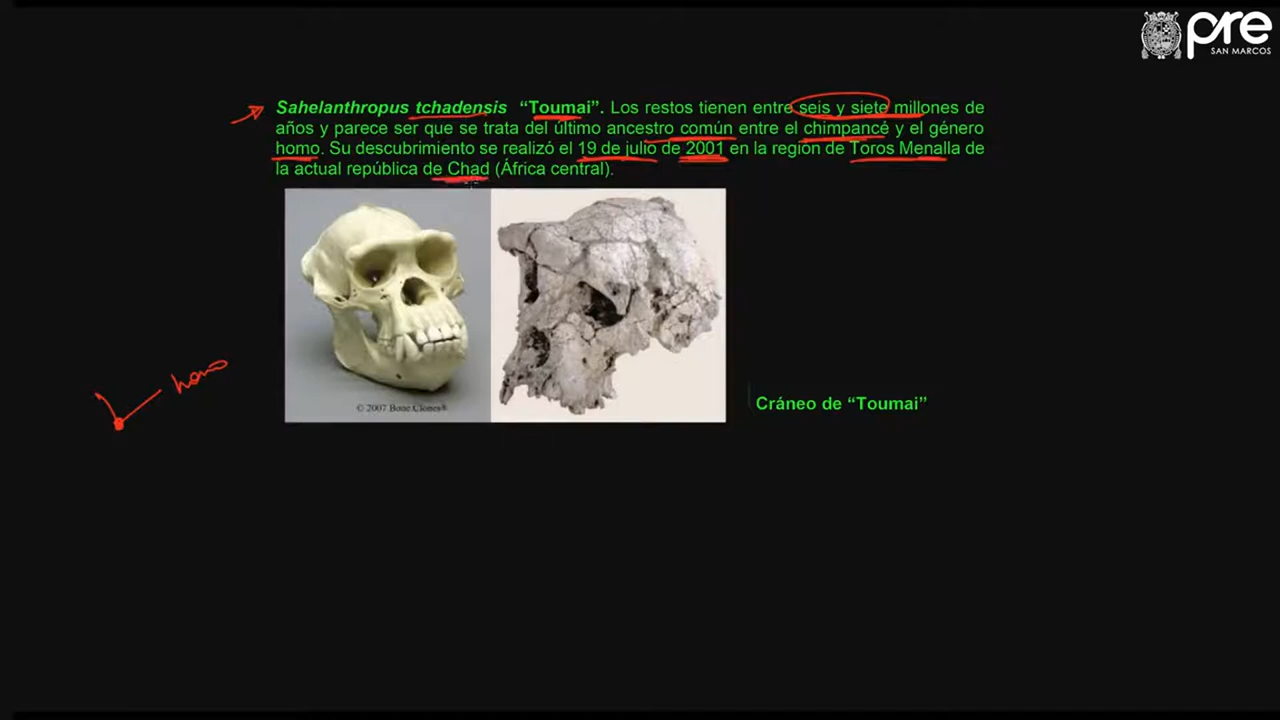 pre
SAN MARCOS
Sahelanthropus tchadensis "Toumai". Los restos tienen entre seis y siete millones de
años y parece ser que se trata del último ancestro común entre el chimpancé y el género
homo. Su descubrimiento se realizó el 19 de julio de 2001 en la región de Toros Menalla de
la actual república de Chad (África central).
© 2007 Bone Clones®
homo
Cráneo de "Toumai"